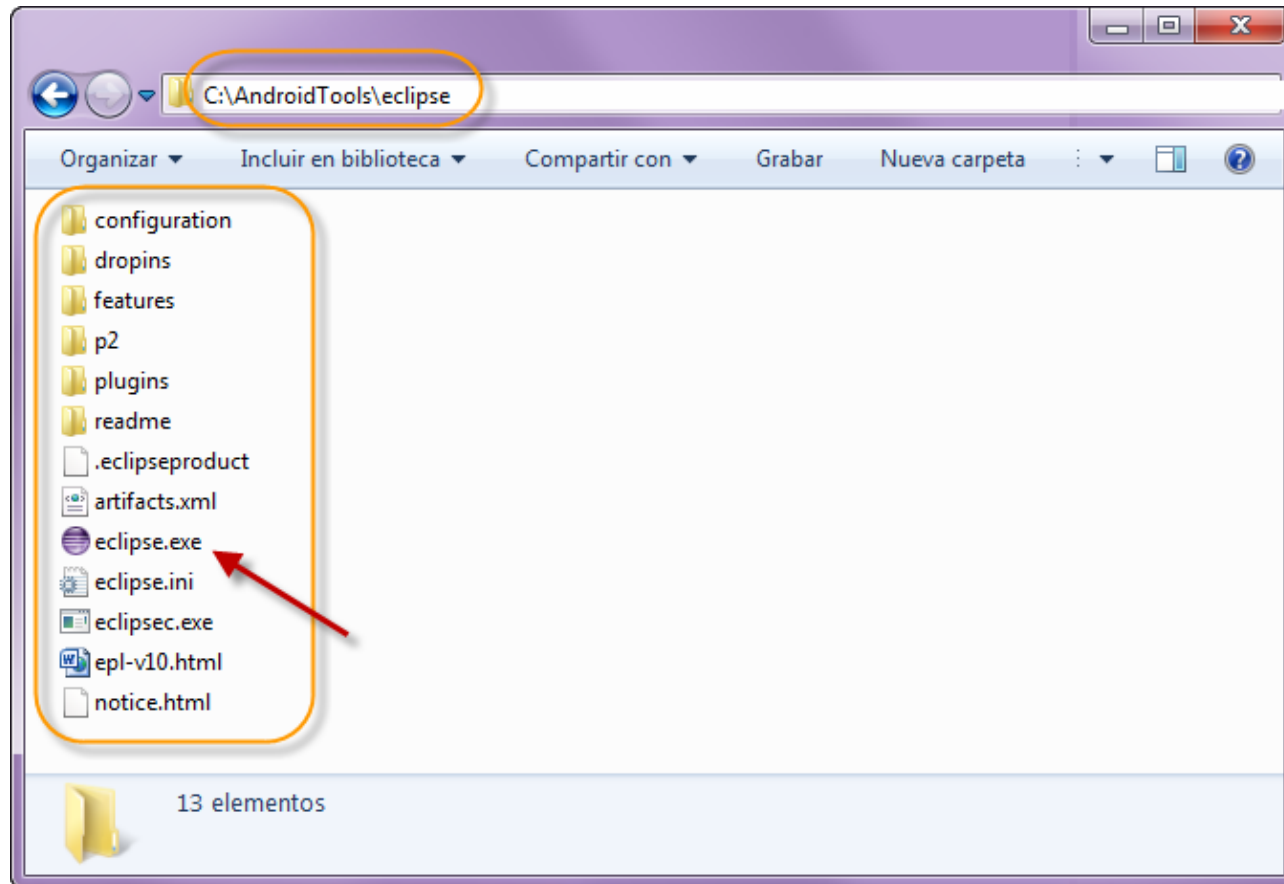 C:\AndroidTools\eclipse
Organizar Incluir en biblioteca Compartir con Grabar Nueva carpeta
configuration
dropins
features
p2
plugins
readme
.eclipseproduct
artifacts.xml
eclipse.exe
eclipse.ini
eclipsec.exe
epl-v10.html
notice.html
13 elementos